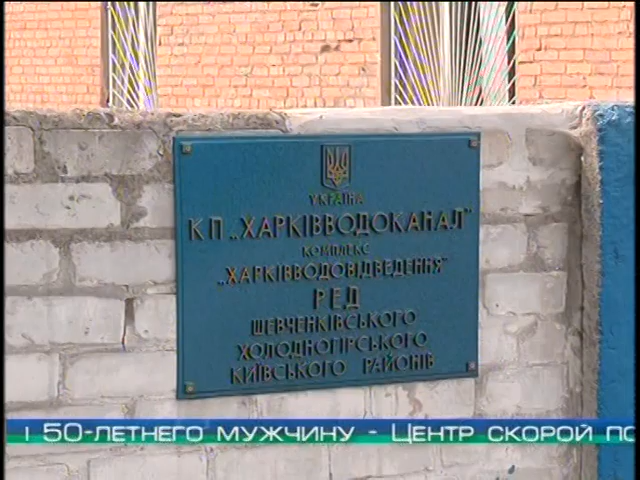 УКРАЇНА
КП „ХАРКІВВОДОКАНАЛ”
КОМПЛЕКС
„ХАРКІВВОДОВІДВЕДЕННЯ”
РЕД
ШЕВЧЕНКІВСЬКОГО
ХОЛОДНОГІРСЬКОГО
КИЇВСЬКОГО РАЙОНІВ
І 50-ЛЕТНЕГО МУЖЧИНУ - ЦЕНТР СКОРОЙ ПО